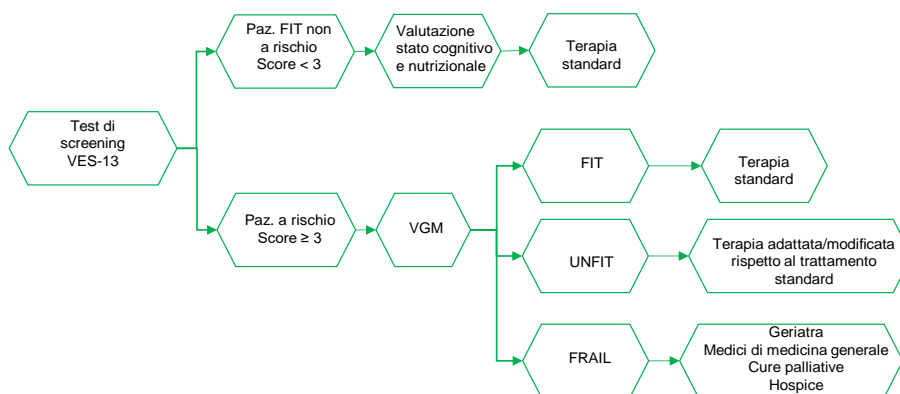 Test di
screening
VES-13
Paz. FIT non
a rischio
Score < 3
Valutazione
stato cognitivo
e nutrizionale
Terapia
standard
Paz. a rischio
Score ≥ 3
VGM
FIT
Terapia
standard
UNFIT
Terapia adattata/modificata
rispetto al trattamento
standard
FRAIL
Geriatra
Medici di medicina generale
Cure palliative
Hospice